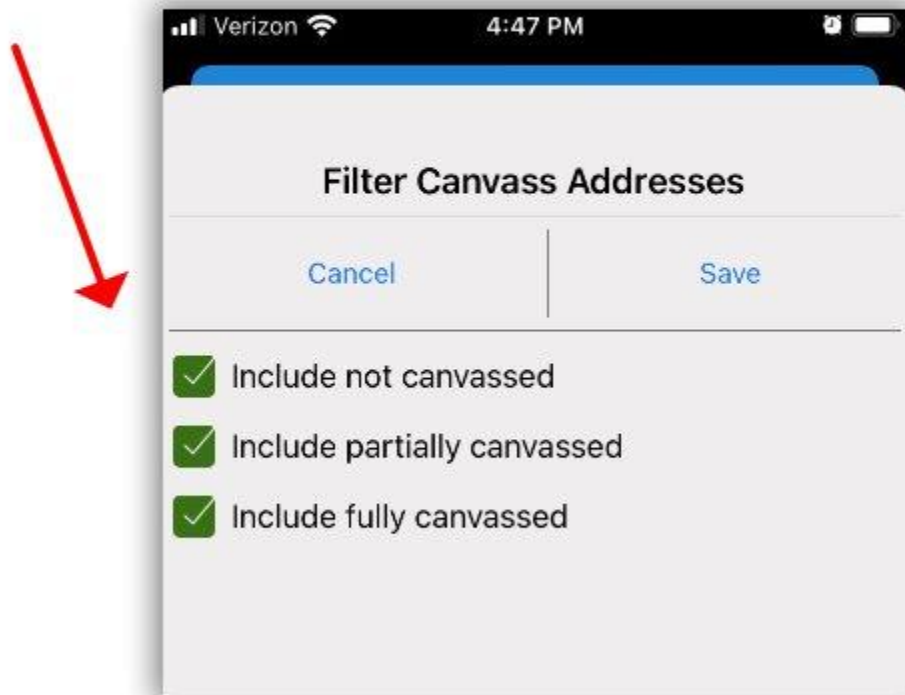 Verizon 4:47 PM
Filter Canvass Addresses
Cancel Save
Include not canvassed
Include partially canvassed
Include fully canvassed